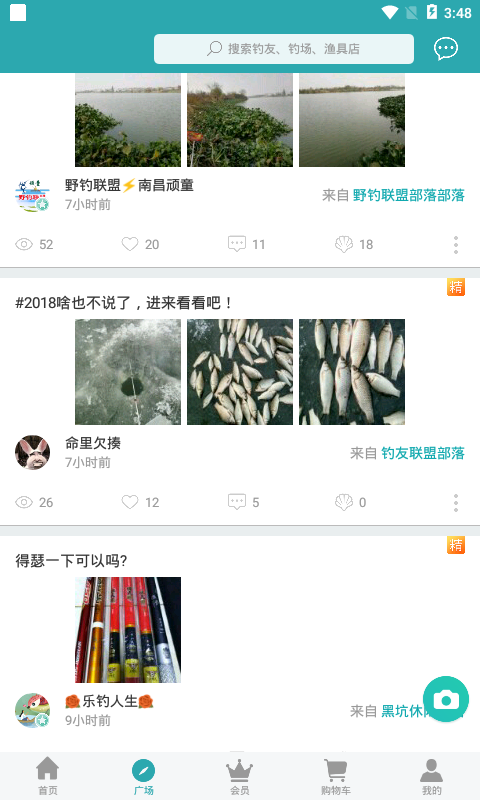 3:48
搜索钓友、钓场、渔具店
野钓联盟⚡南昌顽童
7小时前
来自 野钓联盟部落部落
52 20 11 18
精
#2018啥也不说了，进来看看吧！
命里欠揍
7小时前
来自 钓友联盟部落
26 12 5 0
精
得瑟一下可以吗?
乐钓人生
9小时前
来自 黑坑休
首页 广场 会员 购物车 我的